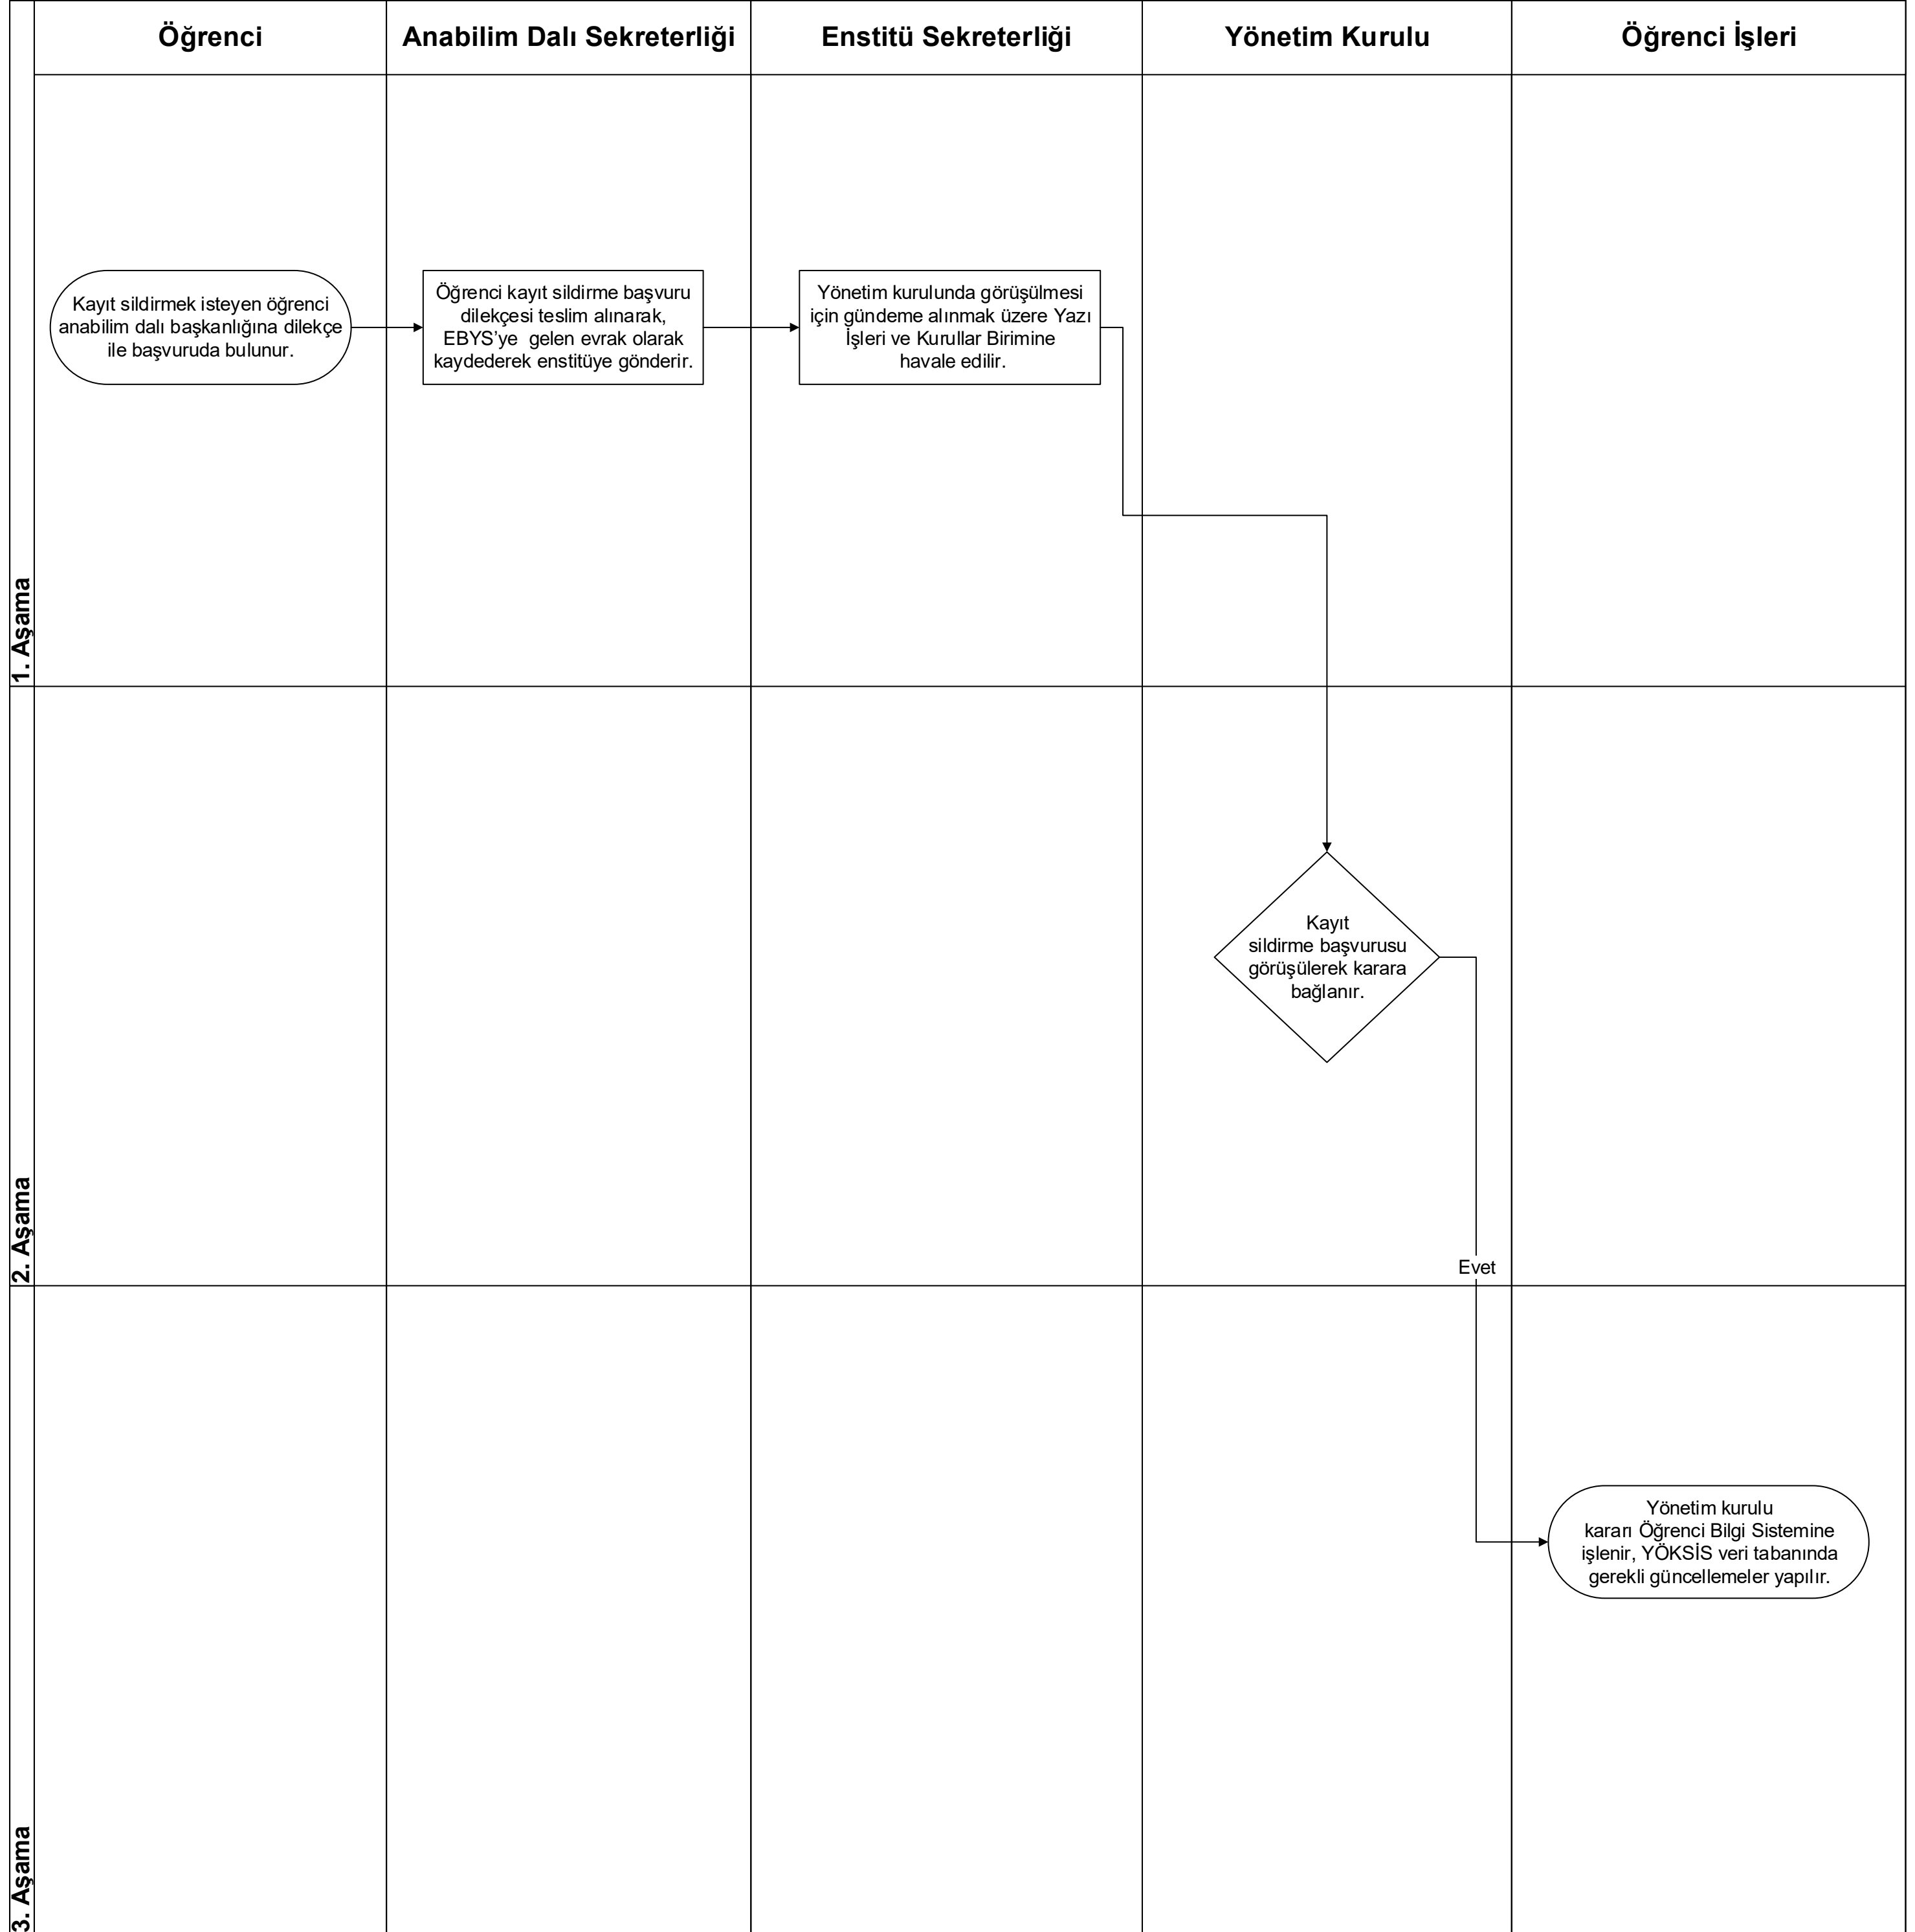 Öğrenci
Anabilim Dalı Sekreterliği
Enstitü Sekreterliği
Yönetim Kurulu
Öğrenci İşleri
1. Aşama
Kayıt sildirmek isteyen öğrenci
anabilim dalı başkanlığına dilekçe
ile başvuruda bulunur.
Öğrenci kayıt sildirme başvuru
dilekçesi teslim alınarak,
EBYS’ye  gelen evrak olarak
kaydederek enstitüye gönderir.
Yönetim kurulunda görüşülmesi
için gündeme alınmak üzere Yazı
İşleri ve Kurullar Birimine
havale edilir.
2. Aşama
Kayıt
sildirme başvurusu
görüşülerek karara
bağlanır.
Evet
3. Aşama
Yönetim kurulu
kararı Öğrenci Bilgi Sistemine
işlenir, YÖKSİS veri tabanında
gerekli güncellemeler yapılır.